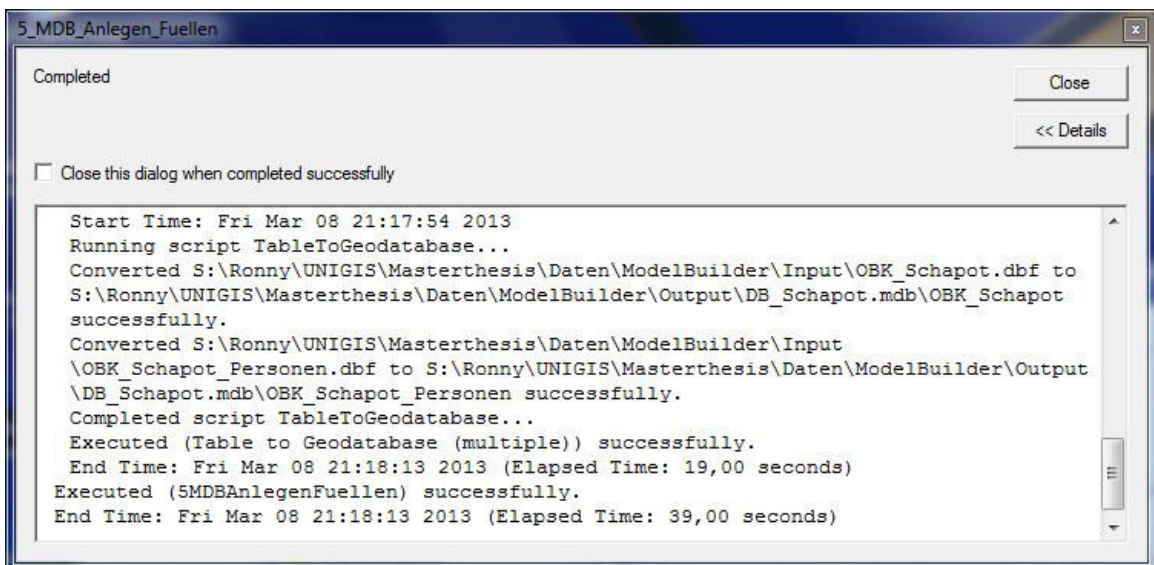 5_MDB_Anlegen_Fuellen
Completed
Close
<< Details
Close this dialog when completed successfully
Start Time: Fri Mar 08 21:17:54 2013
Running script TableToGeodatabase...
Converted S:\Ronny\UNIGIS\Masterthesis\Daten\ModelBuilder\Input\OBK_Schapot.dbf to
S:\Ronny\UNIGIS\Masterthesis\Daten\ModelBuilder\Output\DB_Schapot.mdb\OBK_Schapot
successfully.
Converted S:\Ronny\UNIGIS\Masterthesis\Daten\ModelBuilder\Input
\OBK_Schapot_Personen.dbf to S:\Ronny\UNIGIS\Masterthesis\Daten\ModelBuilder\Output
\DB_Schapot.mdb\OBK_Schapot_Personen successfully.
Completed script TableToGeodatabase...
Executed (Table to Geodatabase (multiple)) successfully.
End Time: Fri Mar 08 21:18:13 2013 (Elapsed Time: 19,00 seconds)
Executed (5MDBAnlegenFuellen) successfully.
End Time: Fri Mar 08 21:18:13 2013 (Elapsed Time: 39,00 seconds)